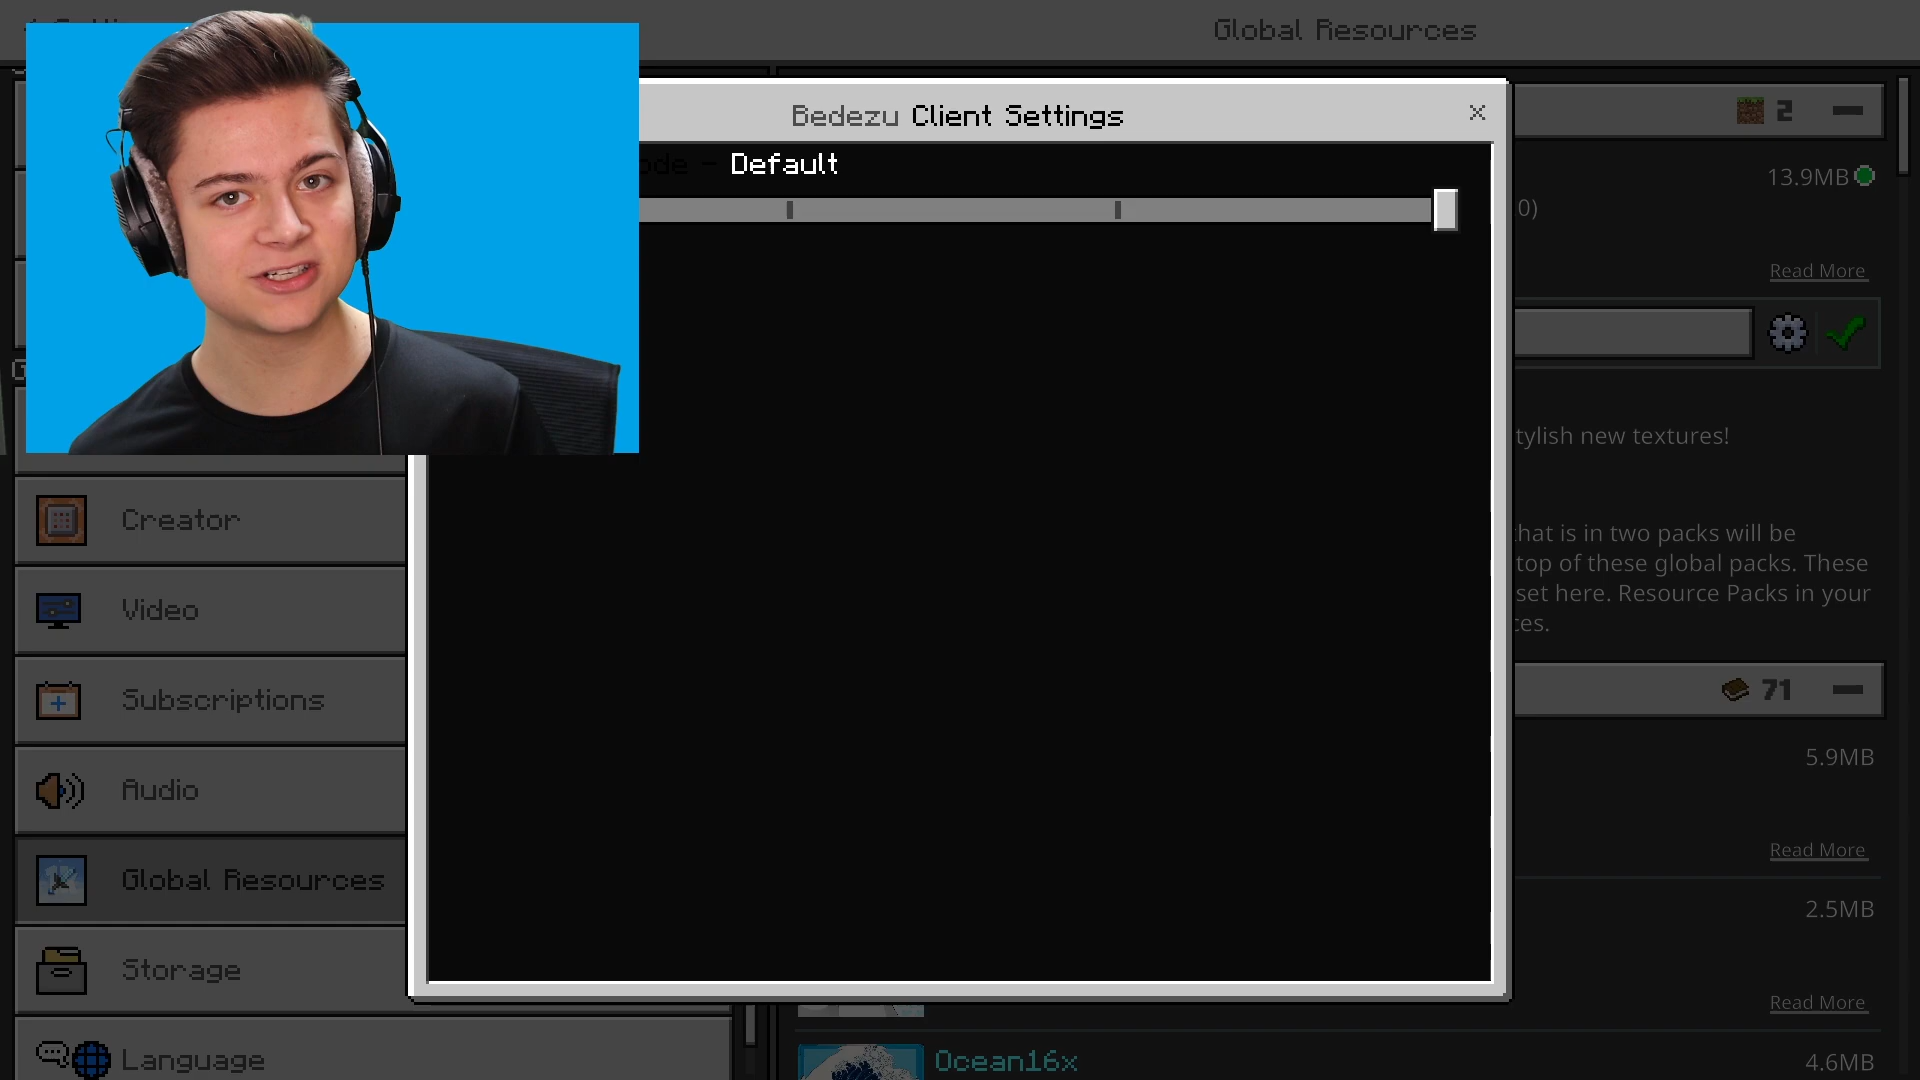 Global Resources
Bedezu Client Settings
Default
2
13.9MB
0)
Read More
tylish new textures!
Creator
that is in two packs will be
top of these global packs. These
Video
set here. Resource Packs in your
Subscriptions
71
5.9MB
Audio
Read More
Global Resources
2.5MB
Storage
Read More
Language
Ocean16x
4.6MB